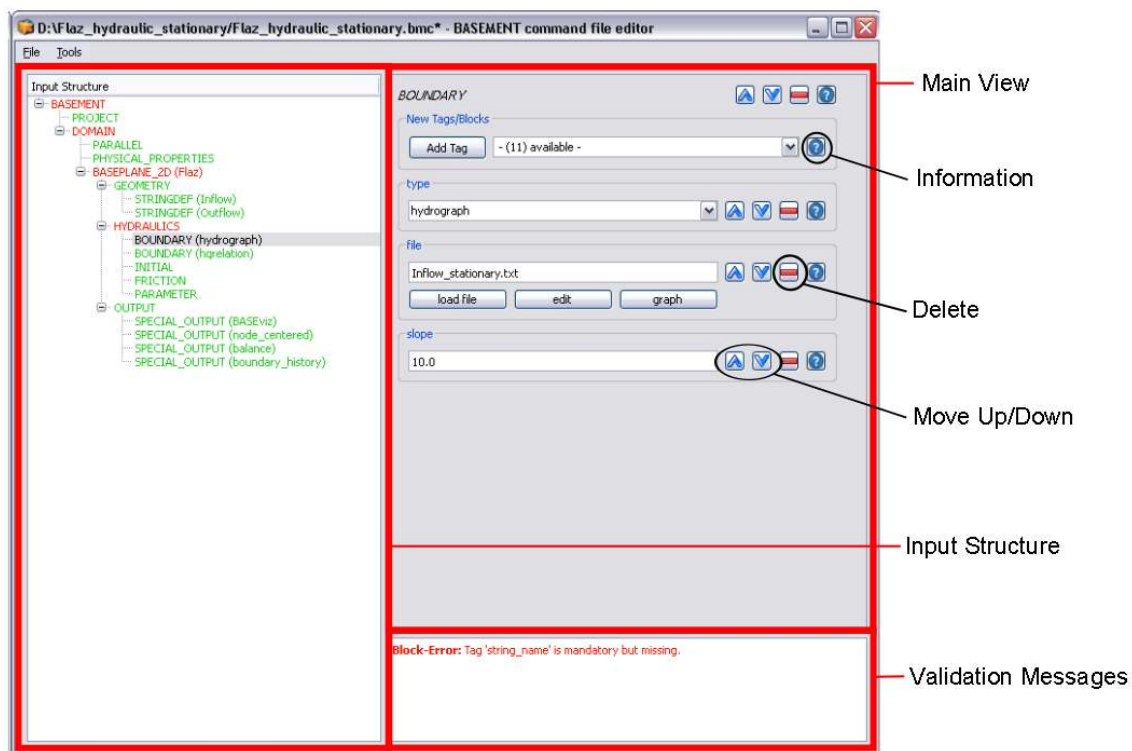 D:\Flaz_hydraulic_stationary/Flaz_hydraulic_stationary.bmc* - BASEMENT command file editor
File Tools
Input Structure
BASEMENT
PROJECT
DOMAIN
PARALLEL
PHYSICAL_PROPERTIES
BASEPLANE_2D (Flaz)
GEOMETRY
STRINGDEF (Inflow)
STRINGDEF (Outflow)
HYDRAULICS
BOUNDARY (hydrograph)
BOUNDARY (hqrelation)
INITIAL
FRICTION
PARAMETER
OUTPUT
SPECIAL_OUTPUT (BASEviz)
SPECIAL_OUTPUT (node_centered)
SPECIAL_OUTPUT (balance)
SPECIAL_OUTPUT (boundary_history)
BOUNDARY
New Tags/Blocks
Add Tag - (11) available -
type
hydrograph
file
Inflow_stationary.txt
load file edit graph
slope
10.0
Block-Error: Tag 'string_name' is mandatory but missing.
Main View
Information
Delete
Move Up/Down
Input Structure
Validation Messages